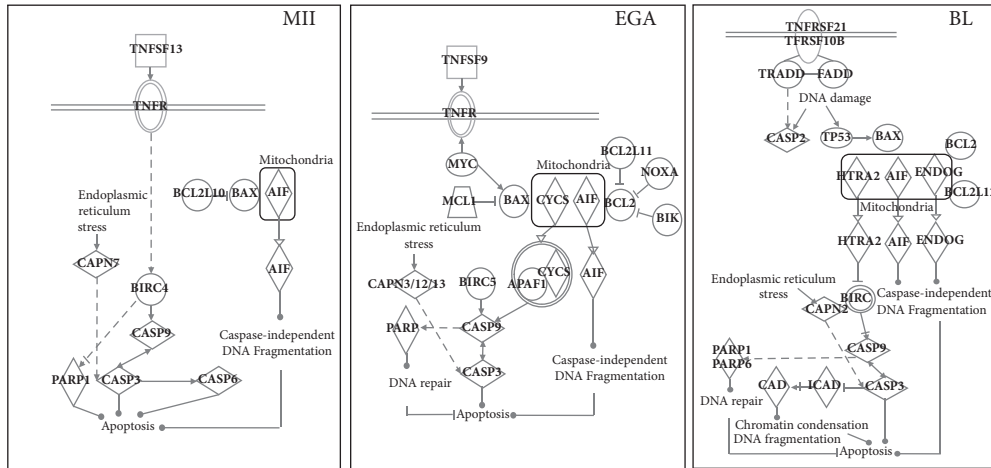 MII
TNFSF13
TNFR
Mitochondria
BCL2L10
BAX
AIF
Endoplasmic
reticulum
stress
CAPN7
AIF
BIRC4
CASP9
Caspase-independent
DNA Fragmentation
PARP1
CASP3
CASP6
Apoptosis
EGA
TNFSF9
TNFR
MYC
BCL2L11
Mitochondria
NOXA
MCL1
BAX
CYCS
AIF
BCL2
BIK
Endoplasmic reticulum
stress
CAPN3/12/13
BIRC5
APAF1
CYCS
AIF
PARP
CASP9
Caspase-independent
DNA Fragmentation
DNA repair
CASP3
Apoptosis
BL
TNFRSF21
TFRSF10B
TRADD
FADD
DNA damage
CASP2
TP53
BAX
BCL2
HTRA2
AIF
ENDOG
Mitochondria
HTRA2
AIF
ENDOG
Endoplasmic reticulum
stress
CAPN2
BIRC
Caspase-independent
DNA Fragmentation
CASP9
PARP1
PARP6
CAD
ICAD
CASP3
DNA repair
Chromatin condensation
DNA fragmentation
Apoptosis